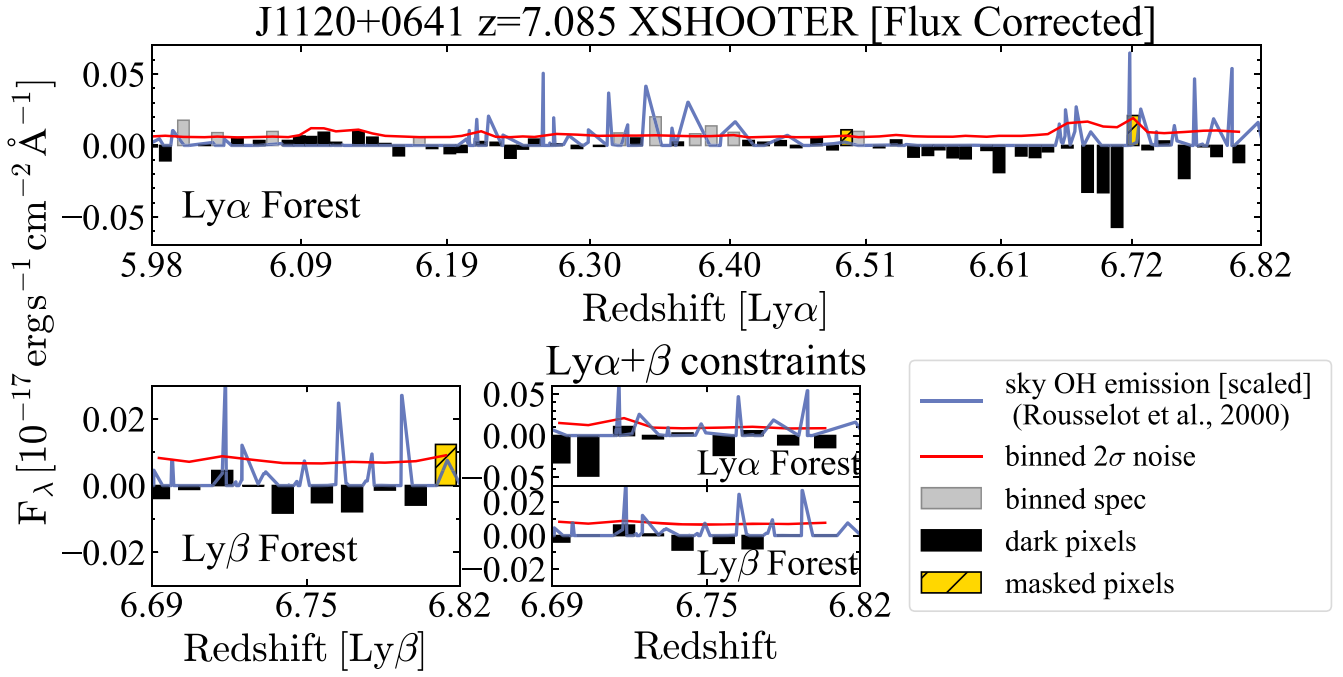 J1120+0641 z=7.085 XSHOOTER [Flux Corrected]
F_λ [10^−17 erg s^−1 cm^−2 Å^−1]
0.05
0.00
−0.05
Lyα Forest
5.98 6.09 6.19 6.30 6.40 6.51 6.61 6.72 6.82
Redshift [Lyα]
0.02
0.00
−0.02
Lyβ Forest
6.69 6.75 6.82
Redshift [Lyβ]
Lyα+β constraints
0.05
0.00
−0.05
Lyα Forest
0.02
0.00
−0.02
Lyβ Forest
6.69 6.75 6.82
Redshift
sky OH emission [scaled]
(Rousselot et al., 2000)
binned 2σ noise
binned spec
dark pixels
masked pixels